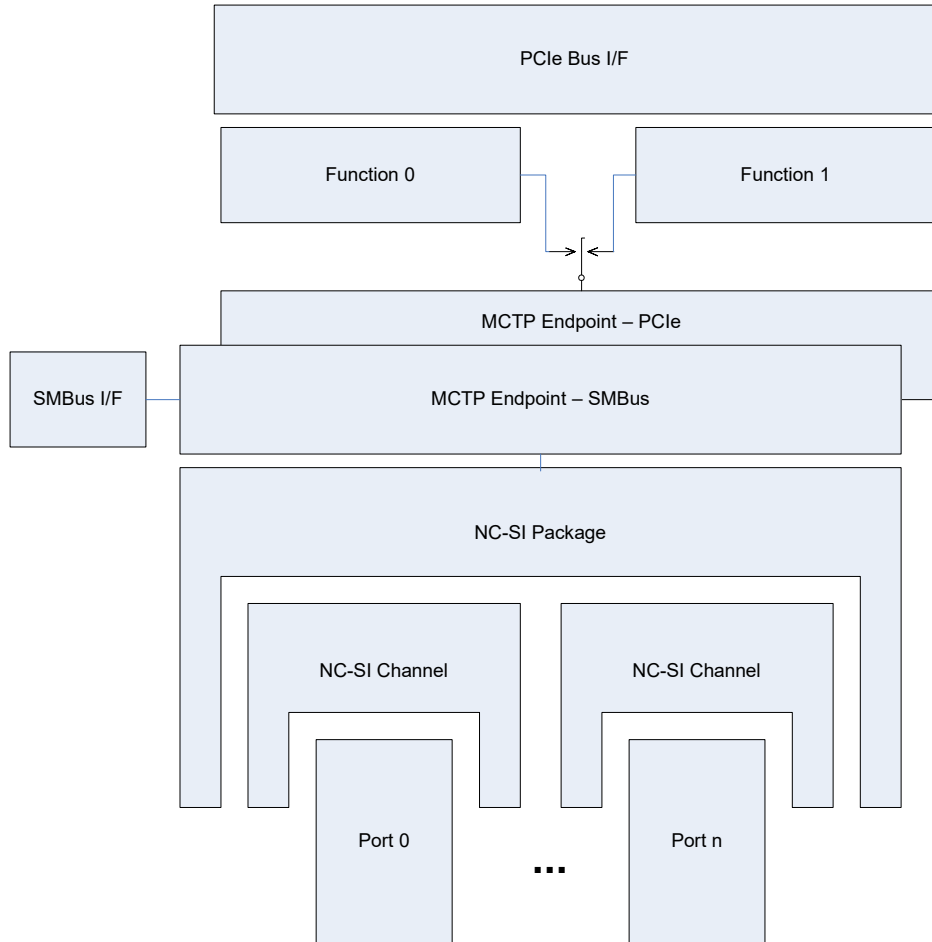 PCIe Bus I/F
Function 0
Function 1
MCTP Endpoint – PCIe
SMBus I/F
MCTP Endpoint – SMBus
NC-SI Package
NC-SI Channel
NC-SI Channel
Port 0
...
Port n